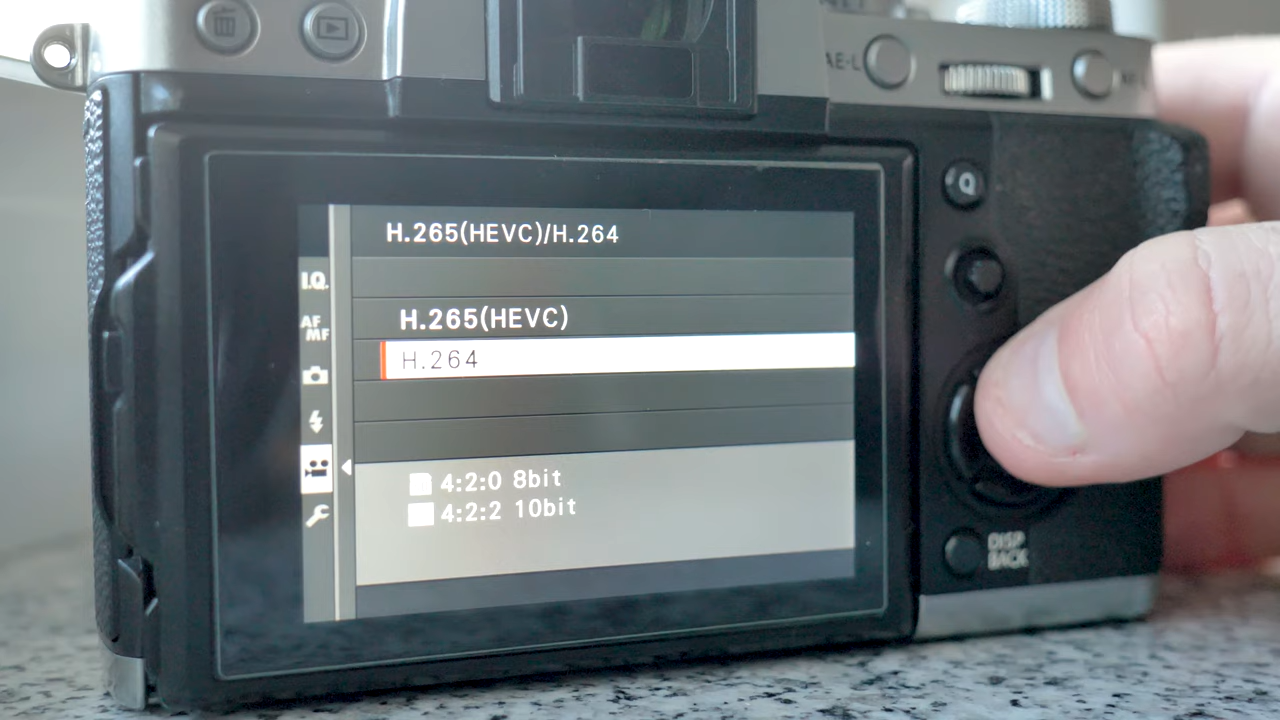 AE-L
Q
H.265(HEVC)/H.264
I.Q.
AF
MF
H.265(HEVC)
H.264
4:2:0 8bit
4:2:2 10bit
DISP
BACK